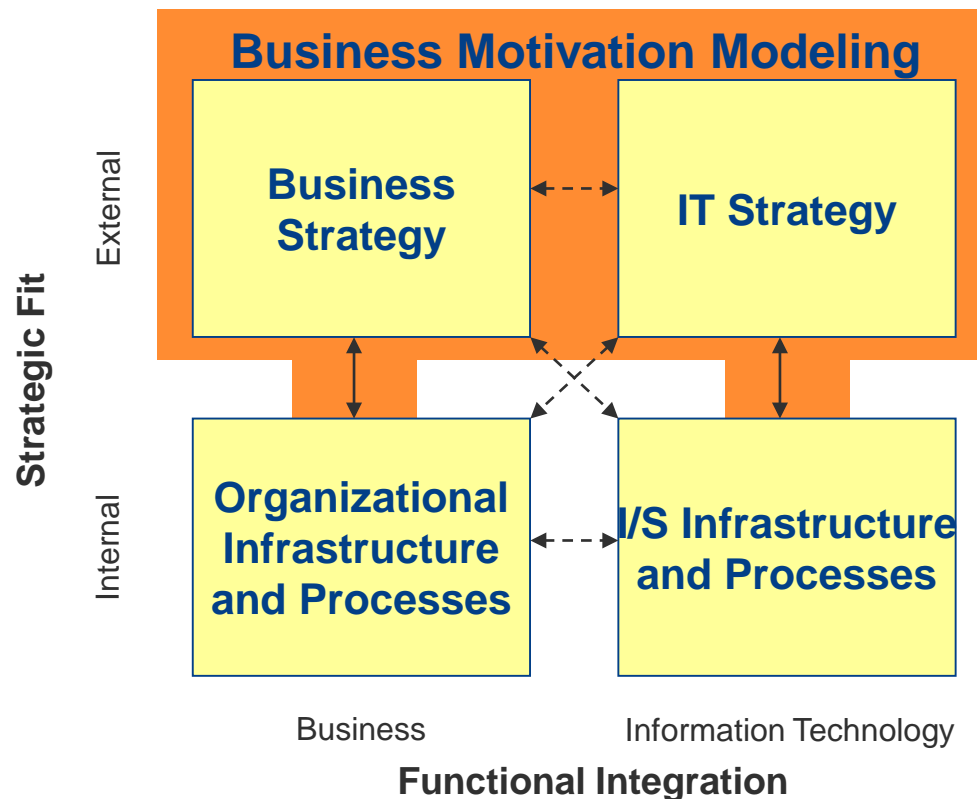 Business Motivation Modeling
Business
Strategy
IT Strategy
External
Strategic Fit
Organizational
Infrastructure
and Processes
I/S Infrastructure
and Processes
Internal
Business
Information Technology
Functional Integration